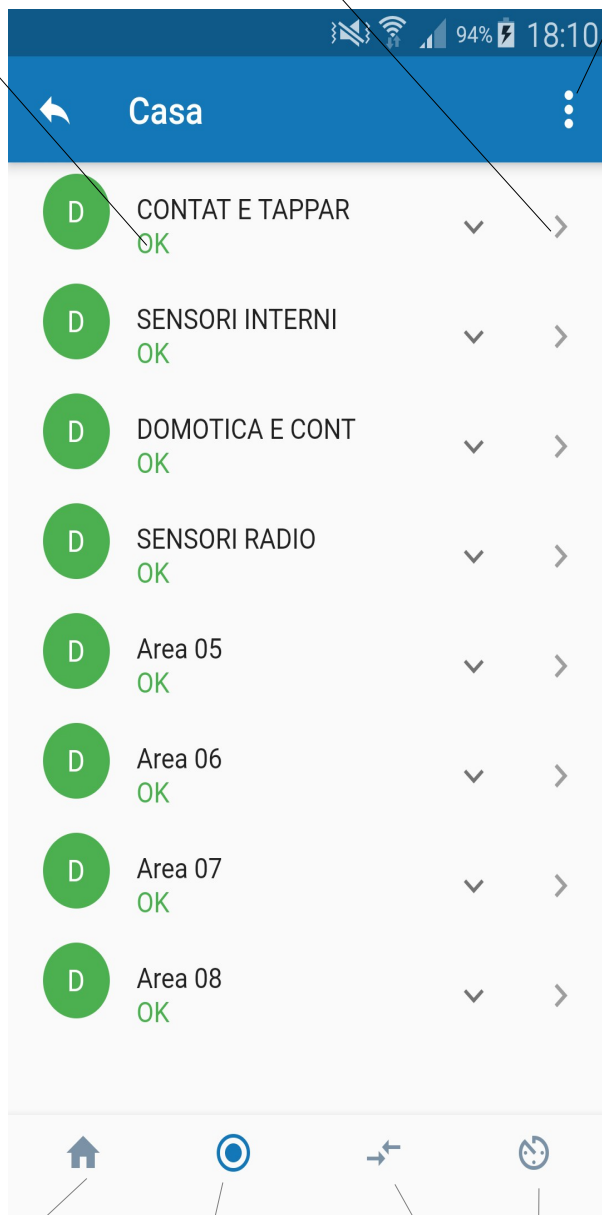 94% 18:10
Casa
D CONTAT E TAPPAR
OK
D SENSORI INTERNI
OK
D DOMOTICA E CONT
OK
D SENSORI RADIO
OK
D Area 05
OK
D Area 06
OK
D Area 07
OK
D Area 08
OK